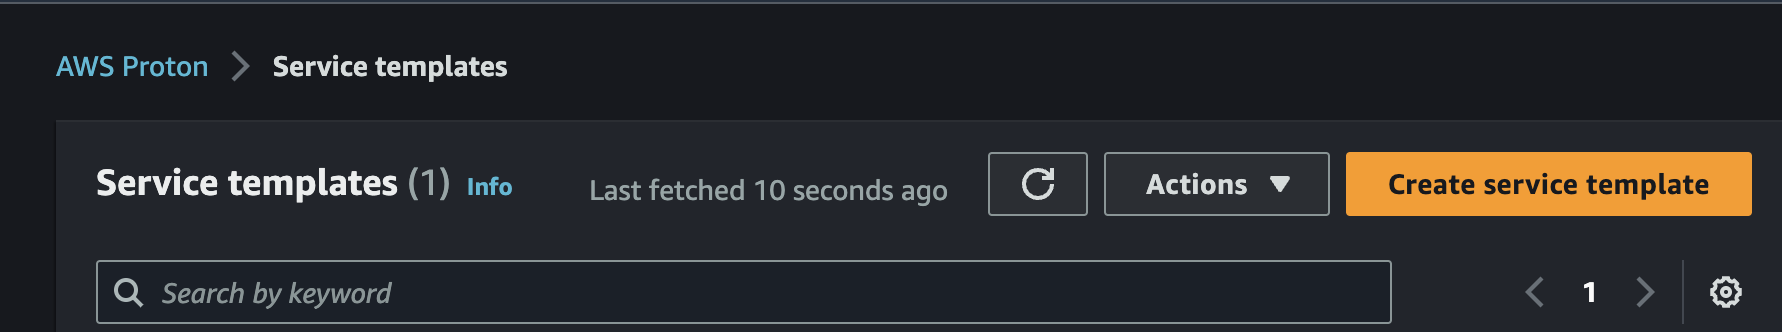 AWS Proton > Service templates
Service templates (1) Info Last fetched 10 seconds ago Actions Create service template
Search by keyword 1